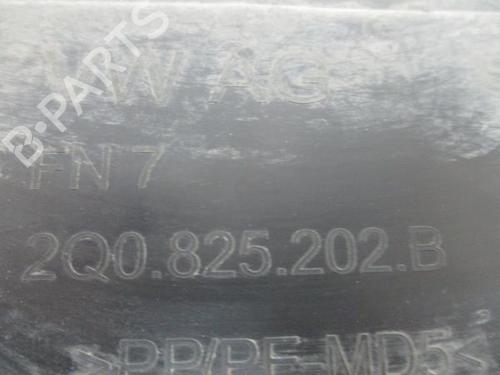 B-PARTS
VW AG
FN7
2Q0.825.202.B
>PP/PE-MD5<